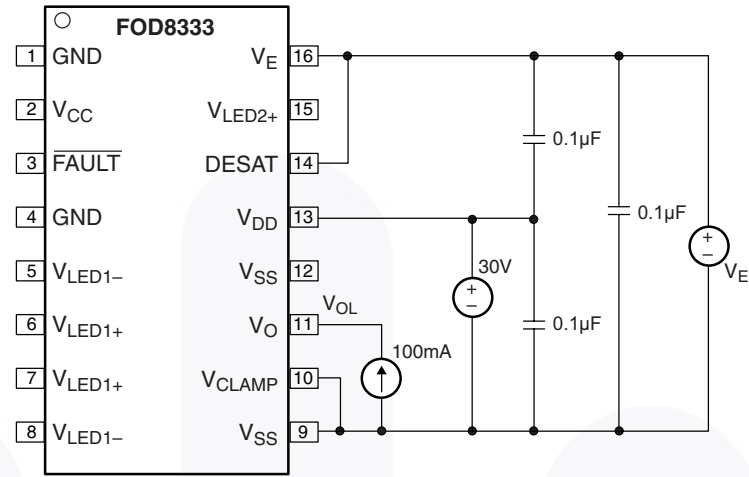 FOD8333
1 GND VE 16
2 VCC VLED2+ 15
3 FAULT DESAT 14
0.1µF
4 GND VDD 13
0.1µF
5 VLED1– VSS 12
30V
+
–
+
–
VE
6 VLED1+ VO 11
VOL
0.1µF
7 VLED1+ VCLAMP 10
100mA
8 VLED1– VSS 9